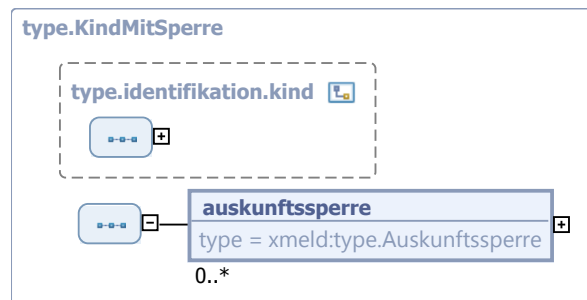 type.KindMitSperre
type.identifikation.kind
auskunftssperre
type = xmeld:type.Auskunftssperre
0..*